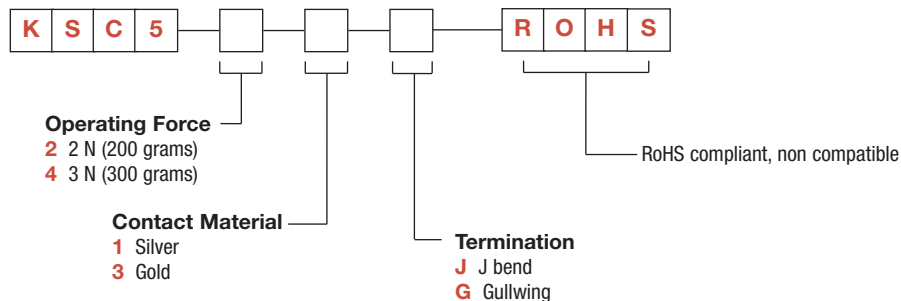 K S C 5 R O H S
Operating Force
2 2 N (200 grams)
4 3 N (300 grams)
RoHS compliant, non compatible
Contact Material
1 Silver
3 Gold
Termination
J J bend
G Gullwing